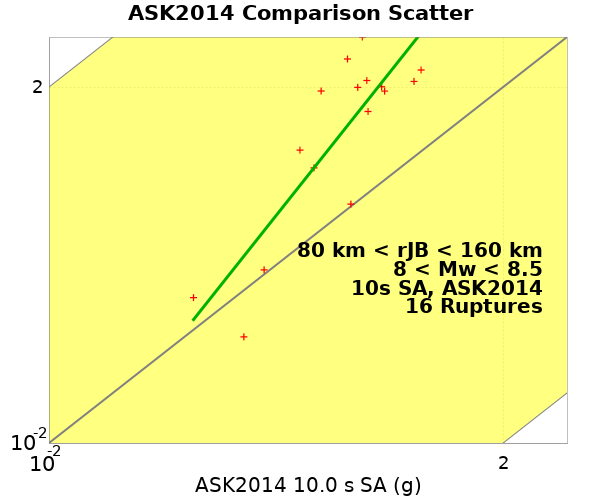 ASK2014 Comparison Scatter
2
80 km < rJB < 160 km
8 < Mw < 8.5
10s SA, ASK2014
16 Ruptures
10-2
10-2
2
ASK2014 10.0 s SA (g)